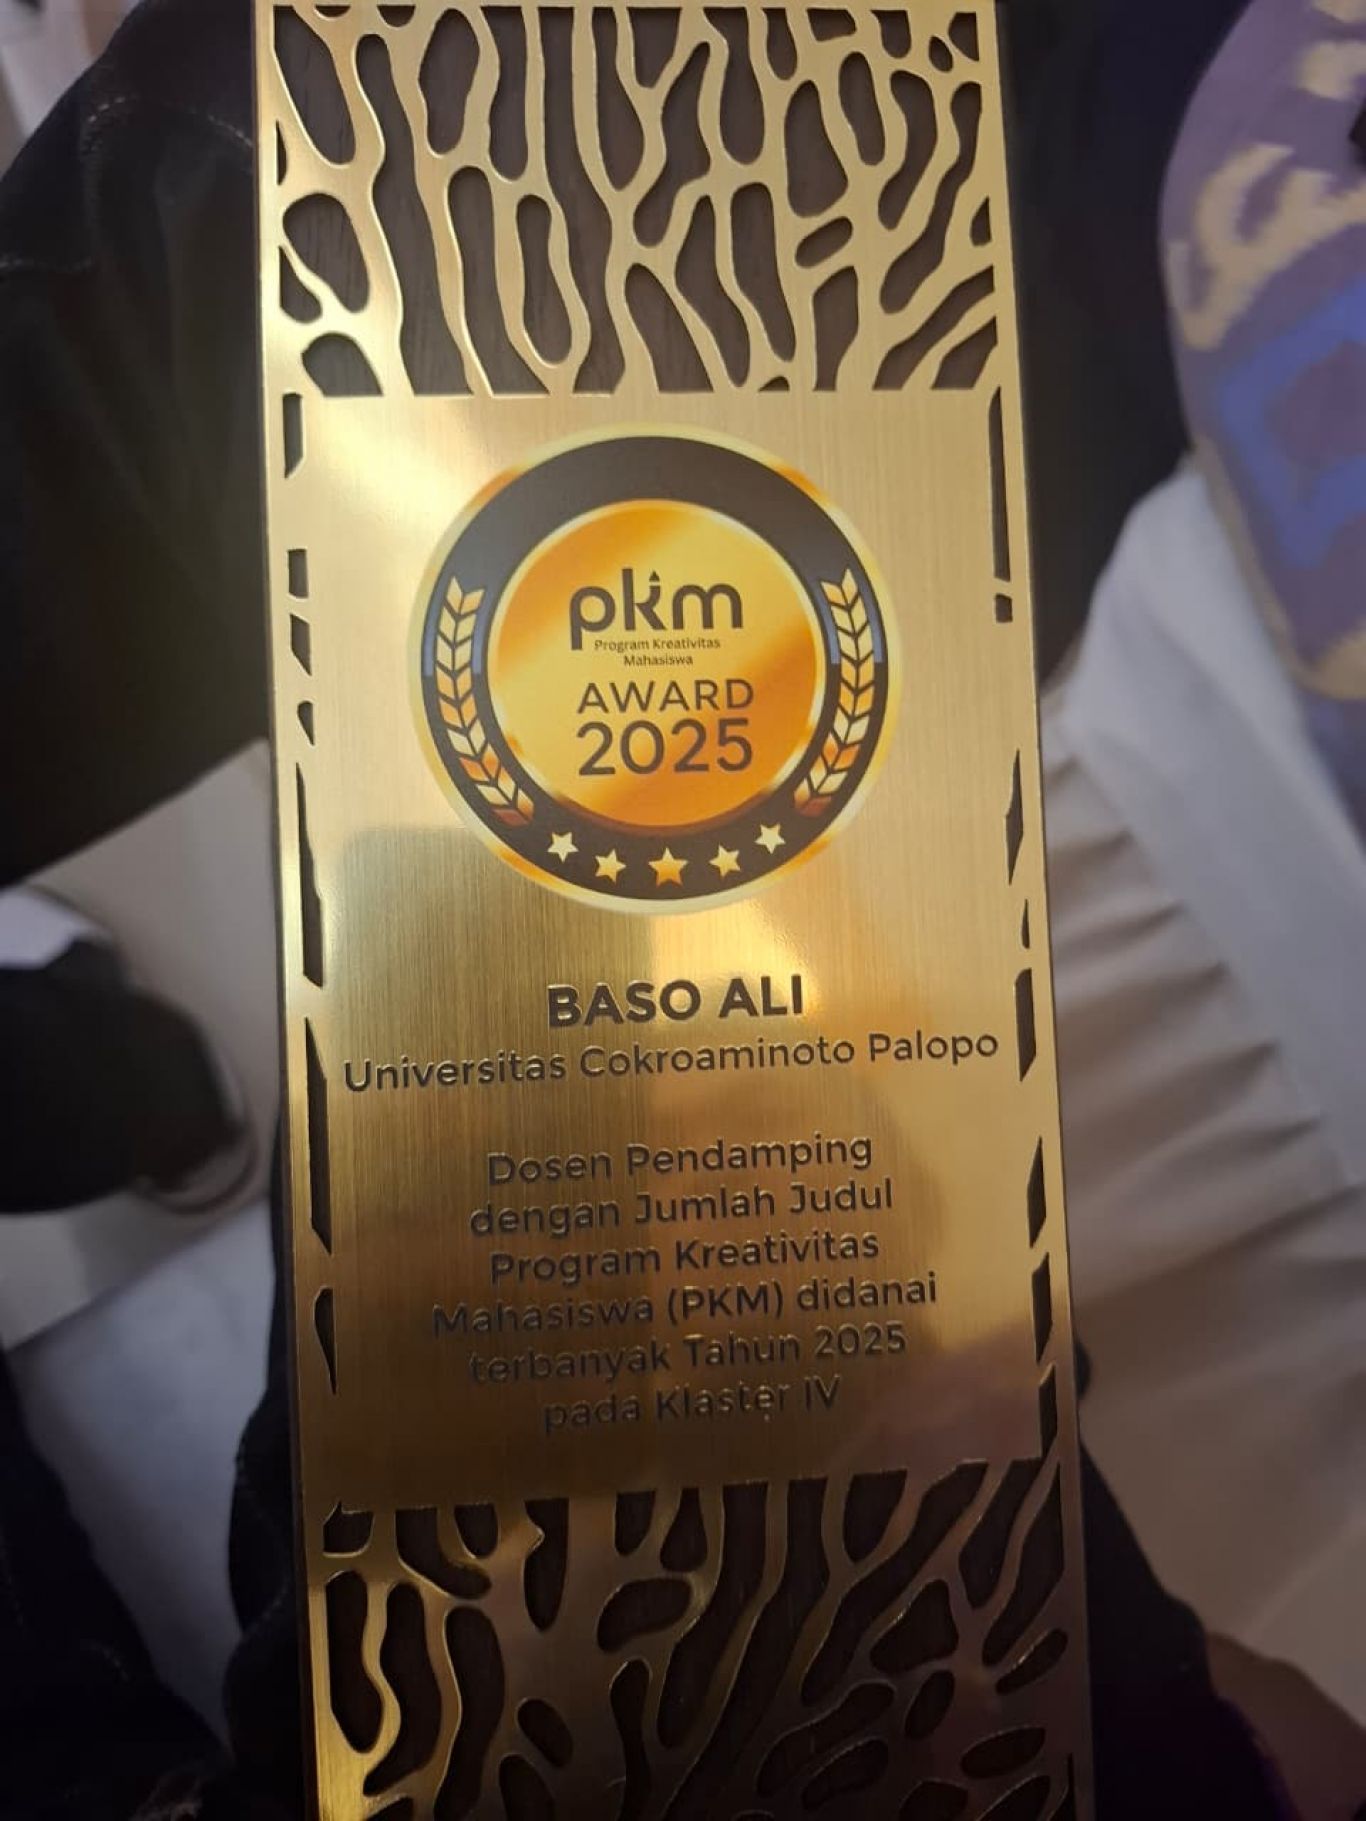 pkm
Program Kreativitas
Mahasiswa
AWARD
2025
BASO ALI
Universitas Cokroaminoto Palopo
Dosen Pendamping
dengan Jumlah Judul
Program Kreativitas
Mahasiswa (PKM) didanai
terbanyak Tahun 2025
pada Klaster IV